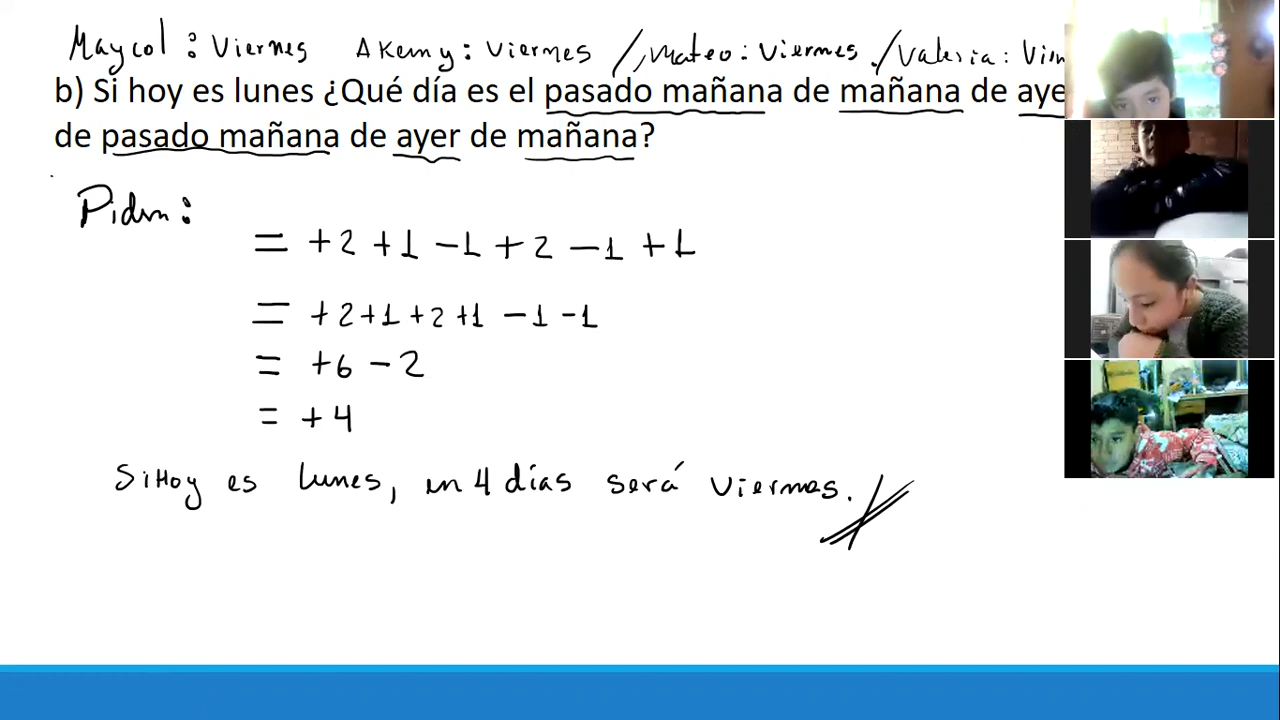 Maycol : Viernes Akemy : Viernes / Mateo : Viernes. / Valeria : Vi
b) Si hoy es lunes ¿Qué día es el pasado mañana de mañana de aye
de pasado mañana de ayer de mañana?
Piden:
= +2 +1 -1 +2 -1 +1
= +2+1+2+1 -1 -1
= +6 -2
= +4
Si Hoy es lunes, en 4 días será viernes.